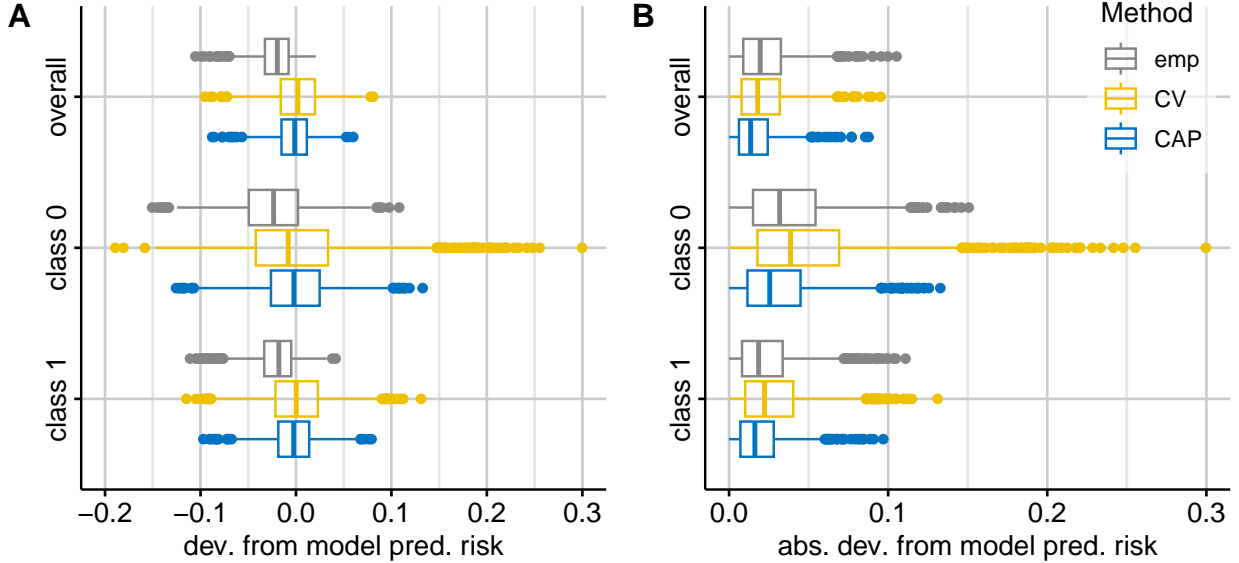 A
overall
class 0
class 1
−0.2 −0.1 0.0 0.1 0.2 0.3
dev. from model pred. risk
B
overall
class 0
class 1
0.0 0.1 0.2 0.3
abs. dev. from model pred. risk
Method
emp
CV
CAP